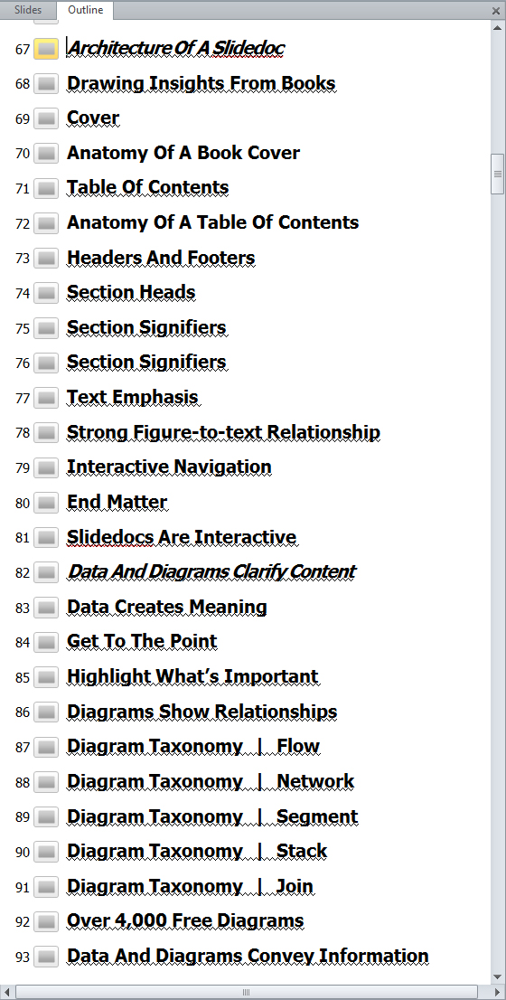 Slides Outline
67 Architecture Of A Slidedoc
68 Drawing Insights From Books
69 Cover
70 Anatomy Of A Book Cover
71 Table Of Contents
72 Anatomy Of A Table Of Contents
73 Headers And Footers
74 Section Heads
75 Section Signifiers
76 Section Signifiers
77 Text Emphasis
78 Strong Figure-to-text Relationship
79 Interactive Navigation
80 End Matter
81 Slidedocs Are Interactive
82 Data And Diagrams Clarify Content
83 Data Creates Meaning
84 Get To The Point
85 Highlight What’s Important
86 Diagrams Show Relationships
87 Diagram Taxonomy | Flow
88 Diagram Taxonomy | Network
89 Diagram Taxonomy | Segment
90 Diagram Taxonomy | Stack
91 Diagram Taxonomy | Join
92 Over 4,000 Free Diagrams
93 Data And Diagrams Convey Information